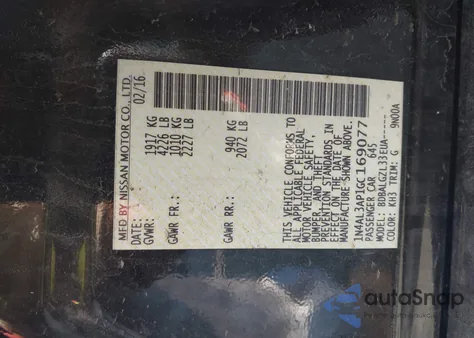 MFD BY NISSAN MOTOR CO., LTD.
DATE: 02/16
GVWR: 1917 KG
4226 LB
GAWR FR: 1010 KG
2227 LB
GAWR RR: 940 KG
2072 LB
THIS VEHICLE CONFORMS TO
ALL APPLICABLE FEDERAL
MOTOR VEHICLE SAFETY,
BUMPER, AND THEFT
PREVENTION STANDARDS IN
EFFECT ON THE DATE OF
MANUFACTURE SHOWN ABOVE.
1N4AL3AP1GC169077
PASSENGER CAR 645
MODEL: BDBALGZL33EUA-----
COLOR: KH3 TRIM: G 9N00A
autoSnap